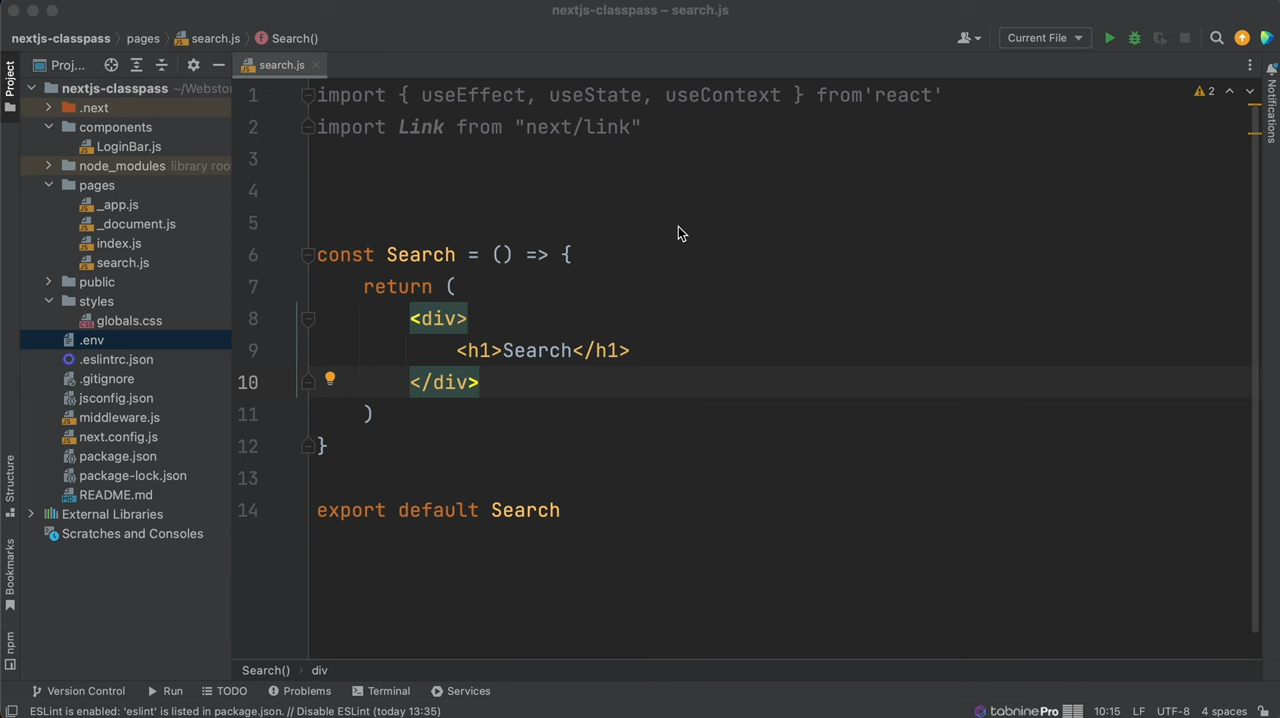 nextjs-classpass – search.js
nextjs-classpass
pages
search.js
Search()
Current File
Proj...
search.js
Project
Notifications
2
nextjs-classpass ~/Websto
.next
components
LoginBar.js
node_modules library roo
pages
_app.js
_document.js
index.js
search.js
public
styles
globals.css
.env
.eslintrc.json
.gitignore
jsconfig.json
middleware.js
next.config.js
package.json
package-lock.json
README.md
External Libraries
Scratches and Consoles
1 import { useEffect, useState, useContext } from'react'
2 import Link from "next/link"
3
4
5
6 const Search = () => {
7 return (
8 <div>
9 <h1>Search</h1>
10 </div>
11 )
12 }
13
14 export default Search
Structure
Bookmarks
npm
Search() div
Version Control Run TODO Problems Terminal Services
ESLint is enabled: 'eslint' is listed in package.json. // Disable ESLint (today 13:35)
tabninePro 10:15 LF UTF-8 4 spaces